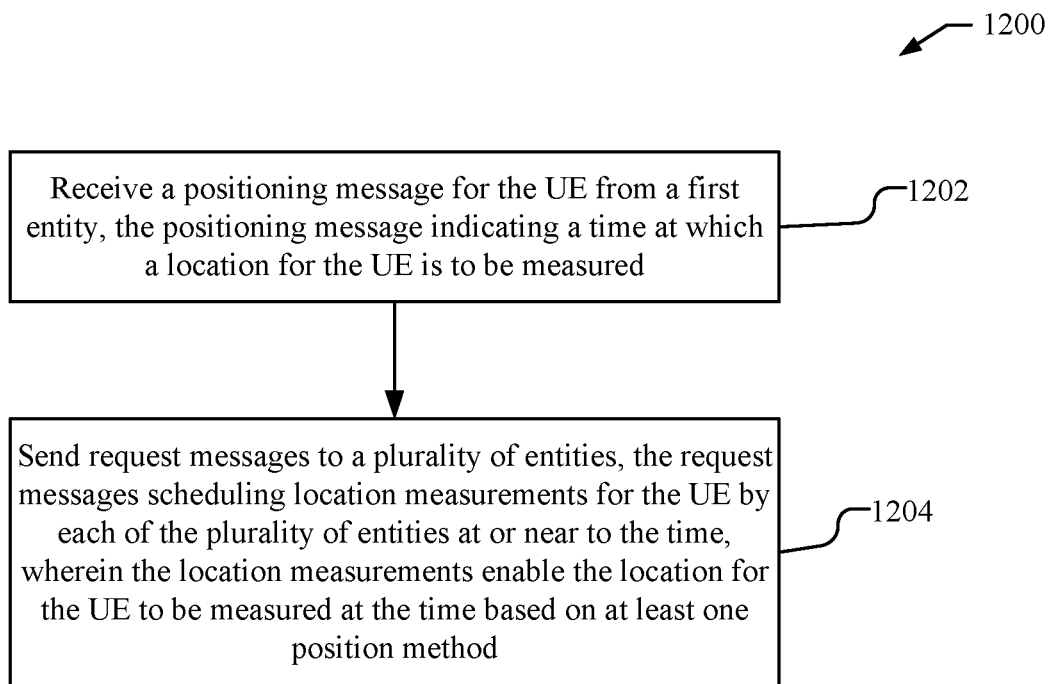 1200
Receive a positioning message for the UE from a first
entity, the positioning message indicating a time at which
a location for the UE is to be measured
1202
Send request messages to a plurality of entities, the request
messages scheduling location measurements for the UE by
each of the plurality of entities at or near to the time,
wherein the location measurements enable the location for
the UE to be measured at the time based on at least one
position method
1204